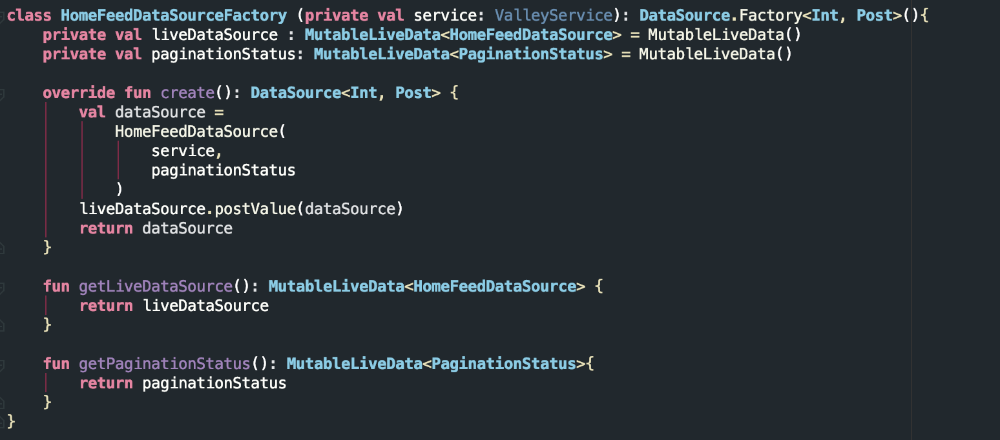 class HomeFeedDataSourceFactory (private val service: ValleyService): DataSource.Factory<Int, Post>(){
    private val liveDataSource : MutableLiveData<HomeFeedDataSource> = MutableLiveData()
    private val paginationStatus: MutableLiveData<PaginationStatus> = MutableLiveData()

    override fun create(): DataSource<Int, Post> {
        val dataSource =
            HomeFeedDataSource(
                service,
                paginationStatus
            )
        liveDataSource.postValue(dataSource)
        return dataSource
    }

    fun getLiveDataSource(): MutableLiveData<HomeFeedDataSource> {
        return liveDataSource
    }

    fun getPaginationStatus(): MutableLiveData<PaginationStatus>{
        return paginationStatus
    }
}